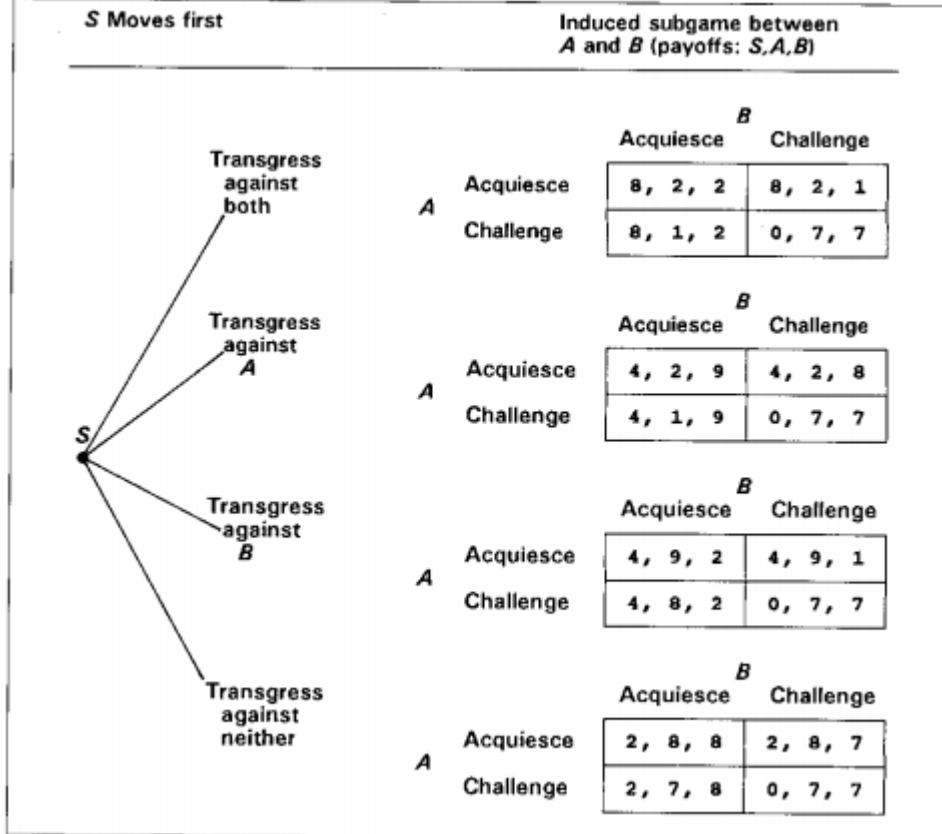 S Moves first
Induced subgame between
A and B (payoffs: S,A,B)
B
Acquiesce Challenge
Transgress
against
both
A
Acquiesce 8, 2, 2 8, 2, 1
Challenge 8, 1, 2 0, 7, 7
B
Acquiesce Challenge
Transgress
against
A
A
Acquiesce 4, 2, 9 4, 2, 8
Challenge 4, 1, 9 0, 7, 7
S
B
Acquiesce Challenge
Transgress
against
B
A
Acquiesce 4, 9, 2 4, 9, 1
Challenge 4, 8, 2 0, 7, 7
B
Acquiesce Challenge
Transgress
against
neither
A
Acquiesce 2, 8, 8 2, 8, 7
Challenge 2, 7, 8 0, 7, 7